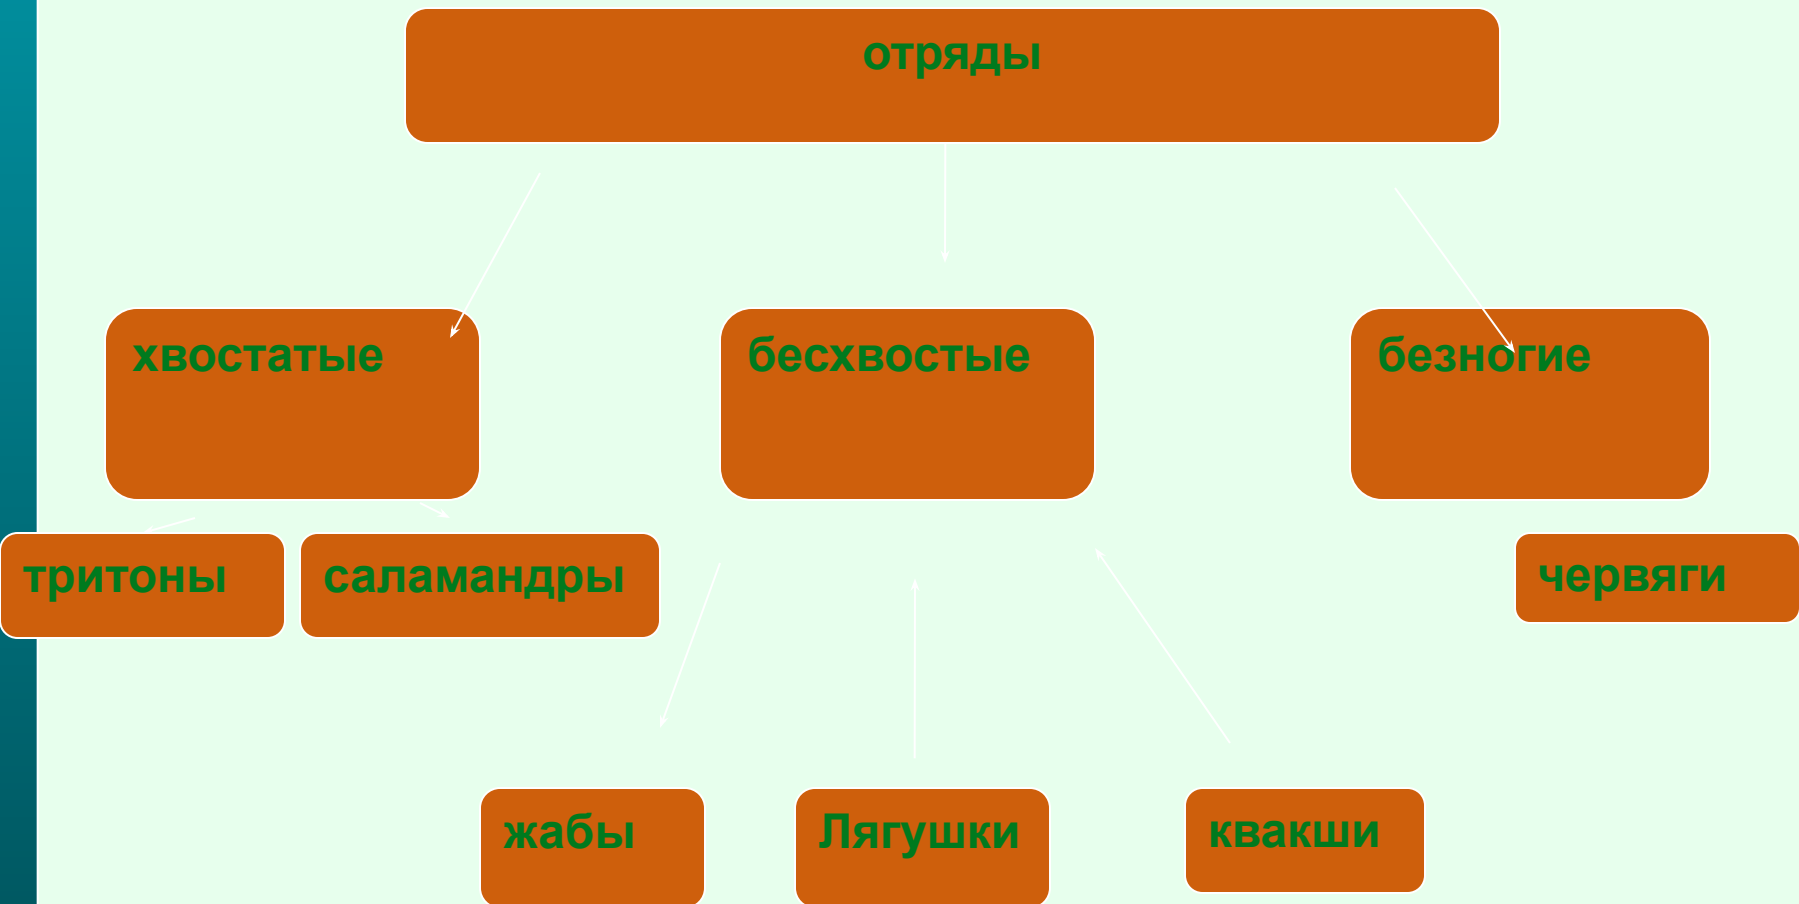 отряды
хвостатые
бесхвостые
безногие
тритоны
саламандры
червяги
жабы
Лягушки
квакши